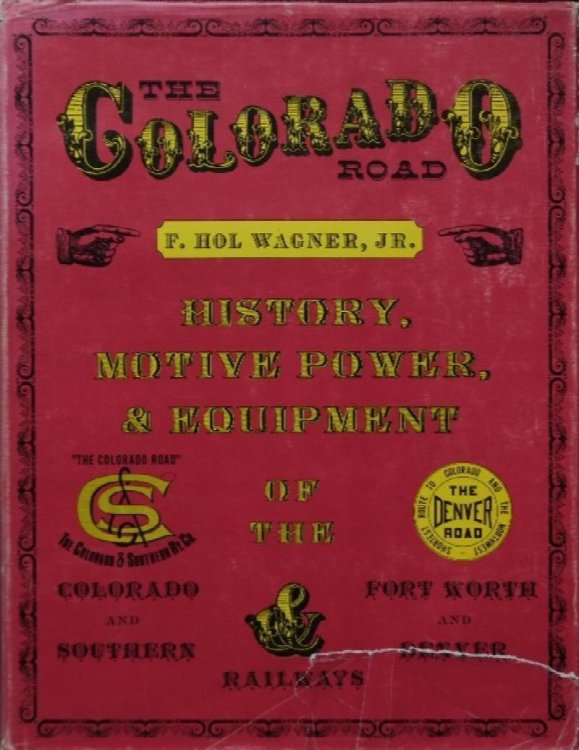 THE
COLORADO
ROAD
F. HOL WAGNER, JR.
HISTORY,
MOTIVE POWER,
& EQUIPMENT
OF
THE
"THE COLORADO ROAD"
C&S
THE COLORADO & SOUTHERN RY. CO.
COLORADO
AND
SOUTHERN
&
SHORTEST ROUTE TO COLORADO AND THE NORTHWEST
THE
DENVER
ROAD
FORT WORTH
AND
DENVER
RAILWAYS